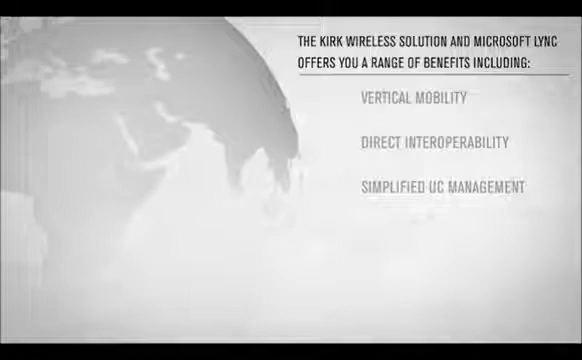 THE KIRK WIRELESS SOLUTION AND MICROSOFT LYNC
OFFERS YOU A RANGE OF BENEFITS INCLUDING:
VERTICAL MOBILITY
DIRECT INTEROPERABILITY
SIMPLIFIED UC MANAGEMENT